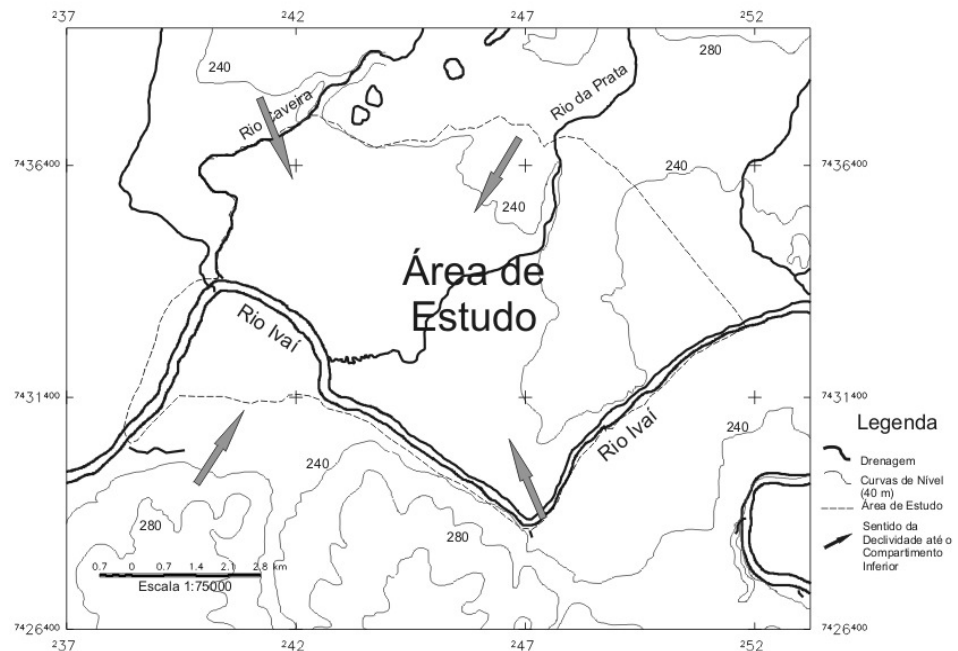 ²37
²42
²47
²52
280
240
Rio Caveira
Rio da Prata
7436⁴⁰⁰
240
240
7436⁴⁰⁰
Área de
Estudo
Rio Ivaí
7431⁴⁰⁰
7431⁴⁰⁰
Rio Ivaí
240
240
280
280
0.7 0 0.7 1.4 2.1 2.8 km
Escala 1:75000
Legenda
Drenagem
Curvas de Nível
(40 m)
Área de Estudo
Sentido da
Declividade até o
Compartimento
Inferior
7426⁴⁰⁰
7426⁴⁰⁰
²37
²42
²47
²52